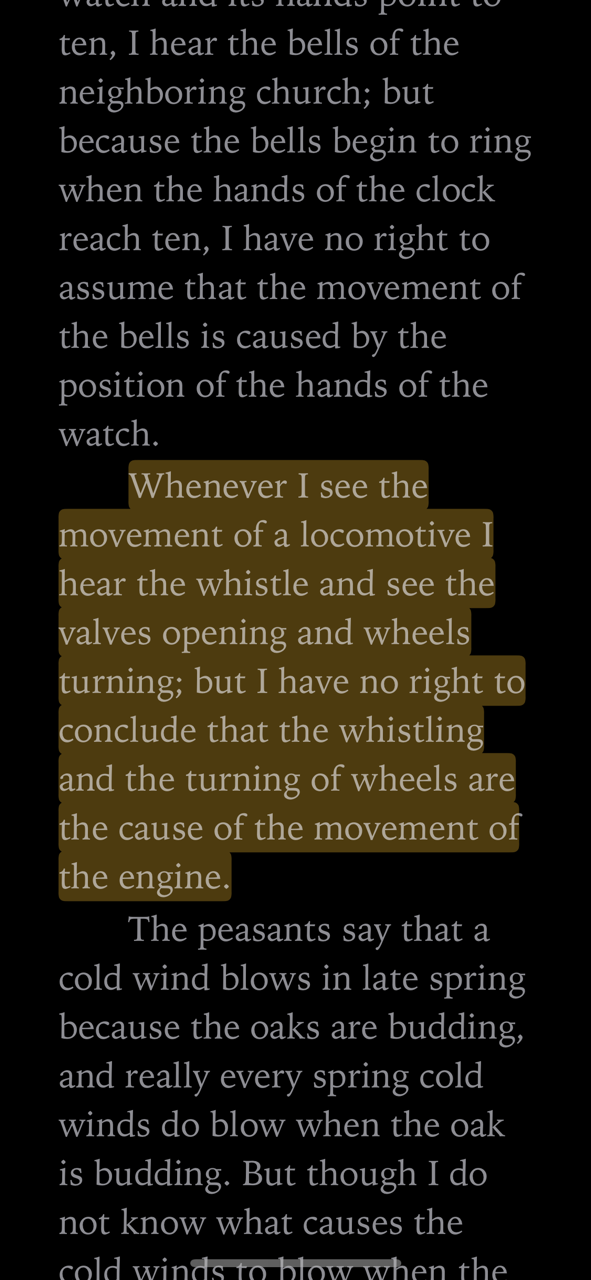 watch and its hands point to
ten, I hear the bells of the
neighboring church; but
because the bells begin to ring
when the hands of the clock
reach ten, I have no right to
assume that the movement of
the bells is caused by the
position of the hands of the
watch.
Whenever I see the
movement of a locomotive I
hear the whistle and see the
valves opening and wheels
turning; but I have no right to
conclude that the whistling
and the turning of wheels are
the cause of the movement of
the engine.
The peasants say that a
cold wind blows in late spring
because the oaks are budding,
and really every spring cold
winds do blow when the oak
is budding. But though I do
not know what causes the
cold winds to blow when the